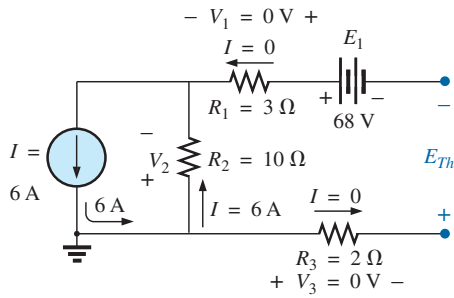 − V₁ = 0 V +
I = 0
E₁
+ −
R₁ = 3 Ω
68 V
−
−
I =
6 A
V₂
R₂ = 10 Ω
E_Th
+
6 A
I = 6 A
I = 0
+
R₃ = 2 Ω
+ V₃ = 0 V −